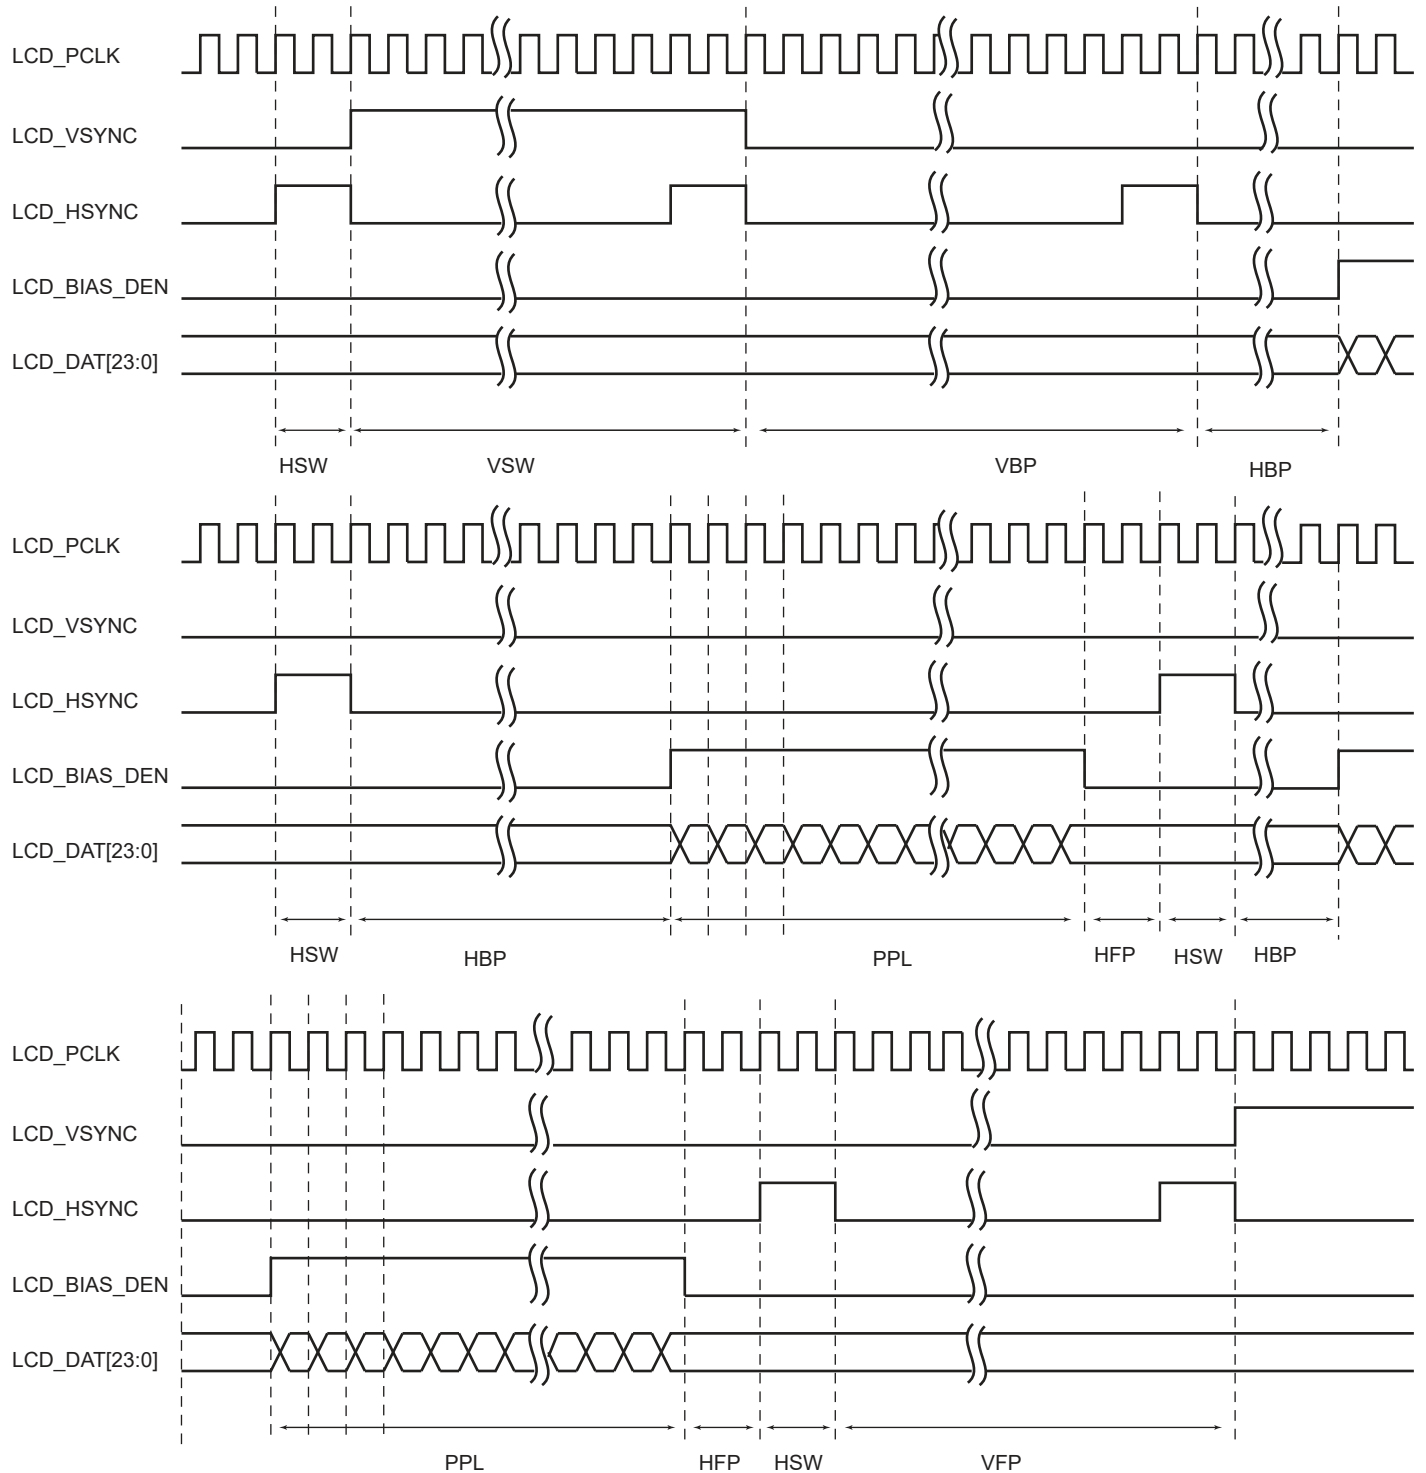 LCD_PCLK
LCD_VSYNC
LCD_HSYNC
LCD_BIAS_DEN
LCD_DAT[23:0]
HSW VSW VBP HBP
LCD_PCLK
LCD_VSYNC
LCD_HSYNC
LCD_BIAS_DEN
LCD_DAT[23:0]
HSW HBP PPL HFP HSW HBP
LCD_PCLK
LCD_VSYNC
LCD_HSYNC
LCD_BIAS_DEN
LCD_DAT[23:0]
PPL HFP HSW VFP